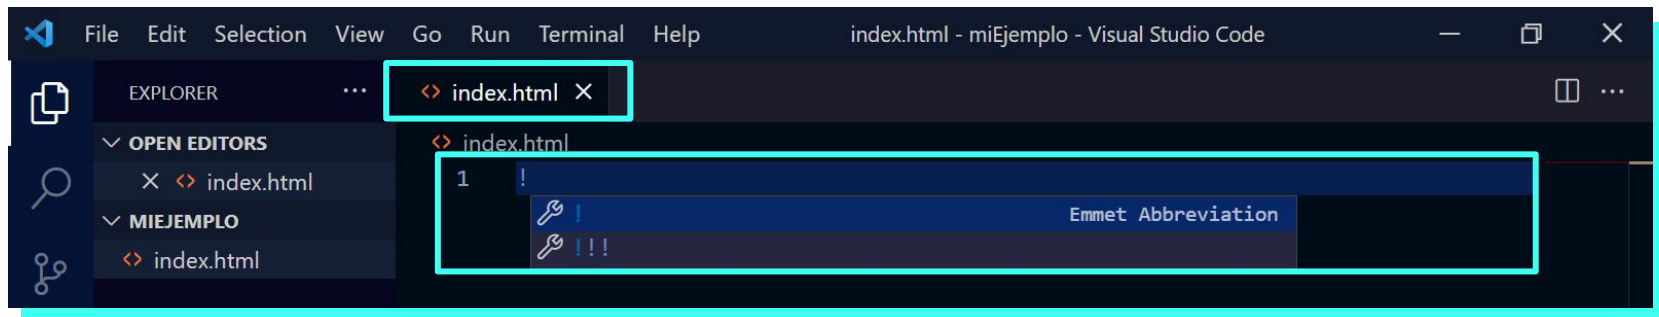 File Edit Selection View Go Run Terminal Help index.html - miEjemplo - Visual Studio Code
EXPLORER ··· <> index.html ×
OPEN EDITORS <> index.html
× <> index.html 1 !
MIEJEMPLO ! Emmet Abbreviation
<> index.html !!!